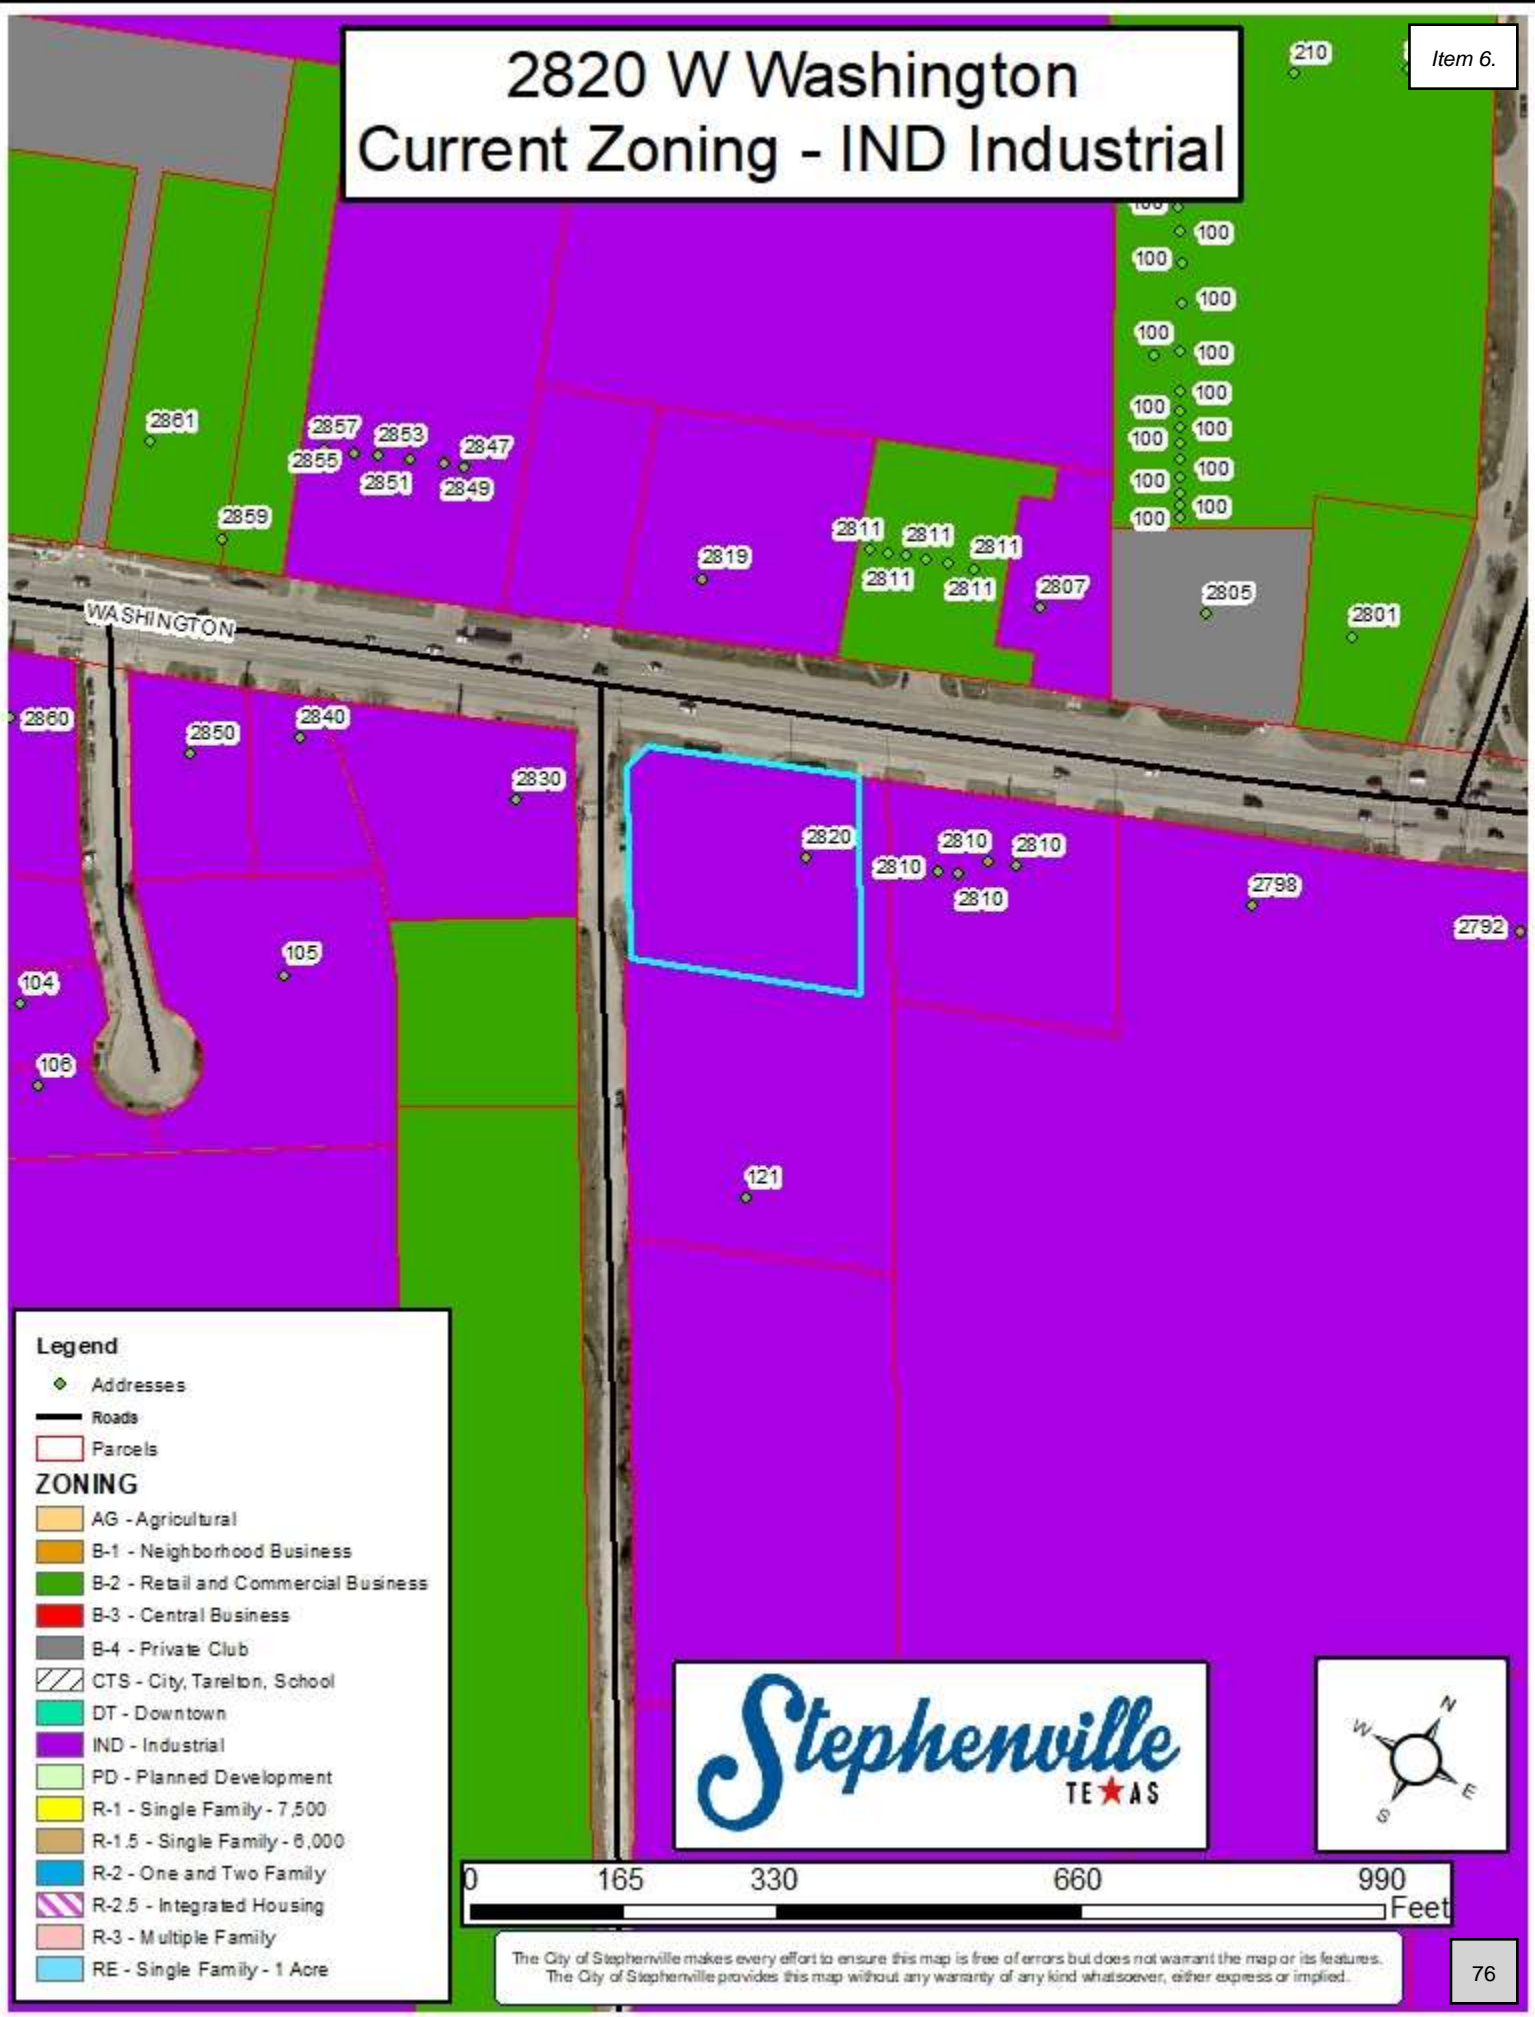 2820 W Washington
Current Zoning - IND Industrial
Item 6.
210
100
100
100
100
100
100
100
100
100
100
100
100
100
100
2861
2857
2853
2847
2855
2851
2849
2859
2811
2811
2811
2819
2811
2811
2807
2805
2801
WASHINGTON
2860
2850
2840
2830
2820
2810
2810
2810
2810
2798
2792
105
104
106
121
Legend
Addresses
Roads
Parcels
ZONING
AG - Agricultural
B-1 - Neighborhood Business
B-2 - Retail and Commercial Business
B-3 - Central Business
B-4 - Private Club
CTS - City, Tarelton, School
DT - Downtown
IND - Industrial
PD - Planned Development
R-1 - Single Family - 7,500
R-1.5 - Single Family - 6,000
R-2 - One and Two Family
R-2.5 - Integrated Housing
R-3 - Multiple Family
RE - Single Family - 1 Acre
Stephenville
TEXAS
N
W
E
S
0 165 330 660 990
Feet
The City of Stephenville makes every effort to ensure this map is free of errors but does not warrant the map or its features.
The City of Stephenville provides this map without any warranty of any kind whatsoever, either express or implied.
76